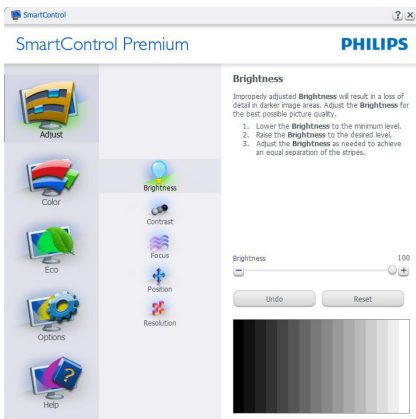 SmartControl
SmartControl Premium
PHILIPS
Adjust
Color
Eco
Options
Help
Brightness
Contrast
Focus
Position
Resolution
Brightness
Improperly adjusted Brightness will result in a loss of
detail in darker image areas. Adjust the Brightness for
the best possible picture quality.
1. Lower the Brightness to the minimum level.
2. Raise the Brightness to the desired level.
3. Adjust the Brightness as needed to achieve
an equal separation of the stripes.
Brightness 100
Undo Reset